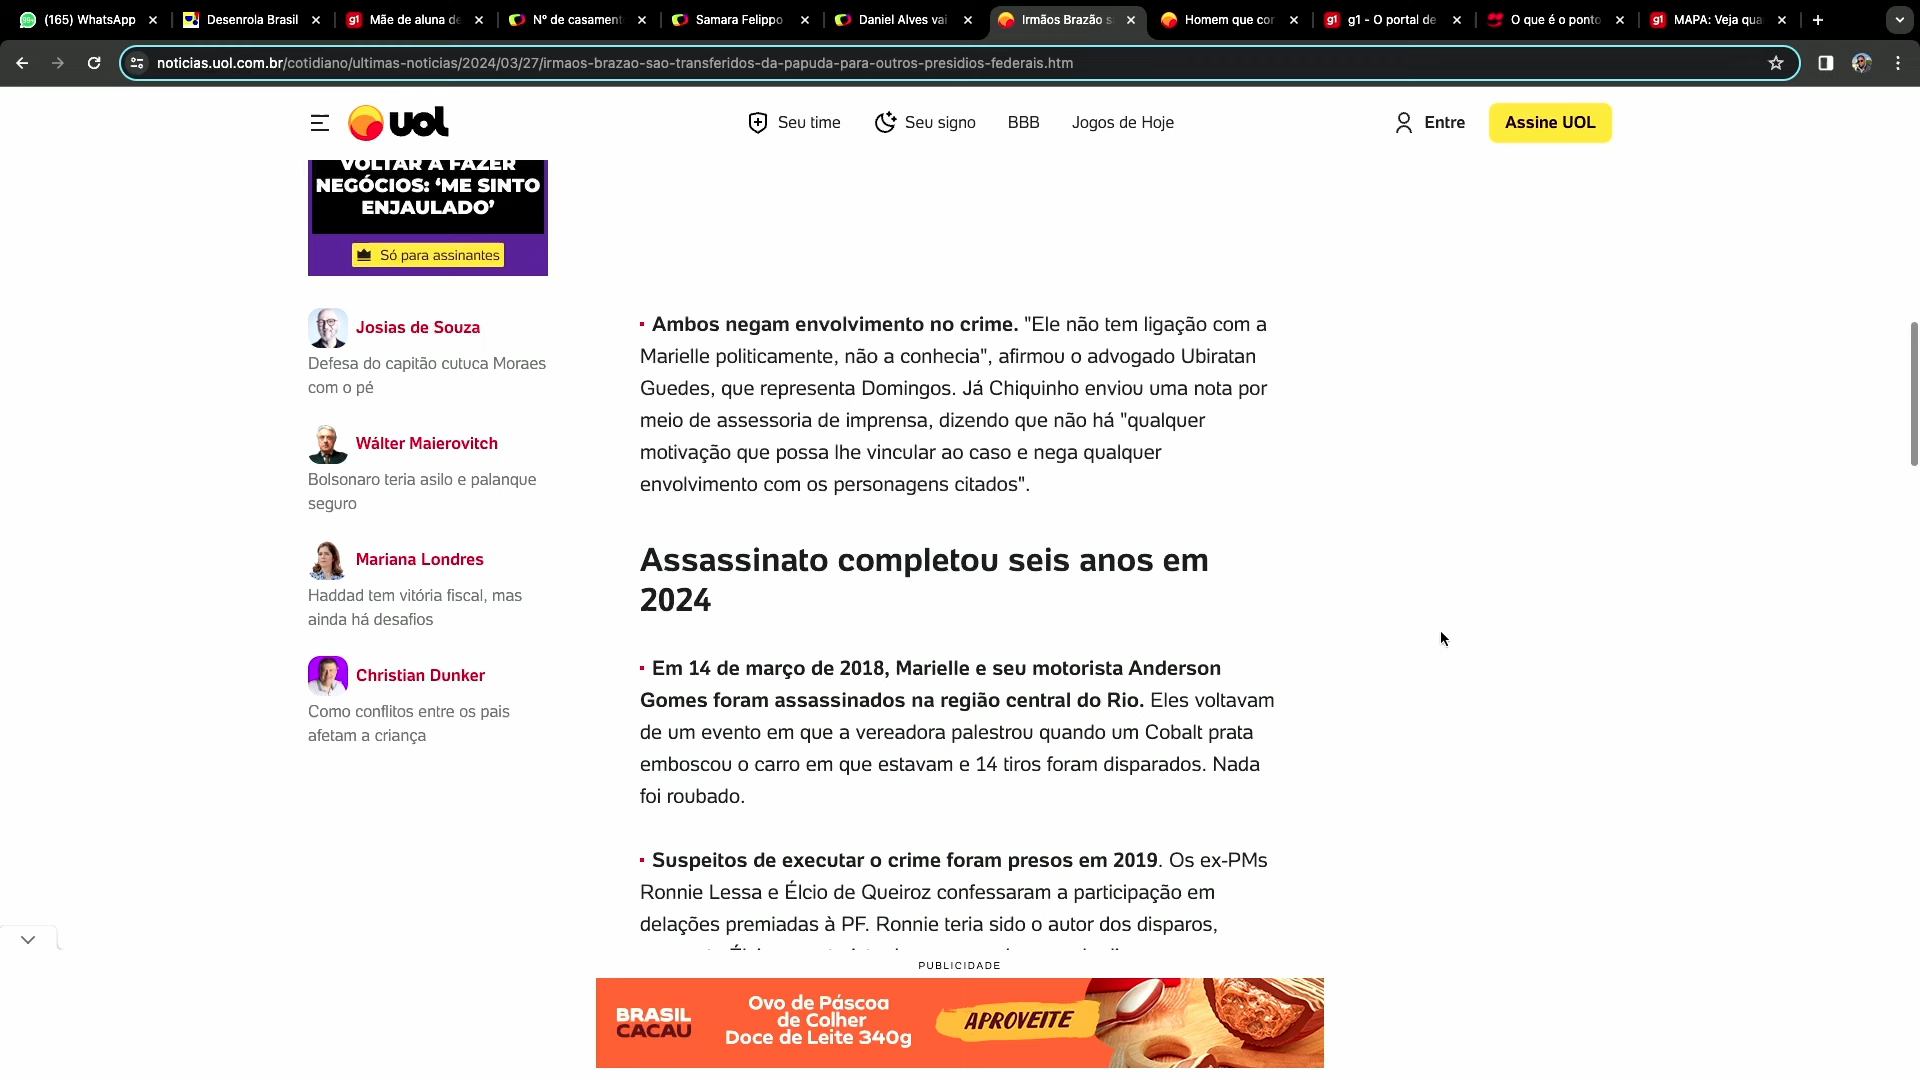 (165) WhatsApp
Desenrola Brasil
Mãe de aluna de
Nº de casament
Samara Felippo
Daniel Alves vai
Irmãos Brazão s
Homem que cor
g1 - O portal de
O que é o ponto
MAPA: Veja qua
noticias.uol.com.br/cotidiano/ultimas-noticias/2024/03/27/irmaos-brazao-sao-transferidos-da-papuda-para-outros-presidios-federais.htm
uol
Seu time
Seu signo
BBB
Jogos de Hoje
Entre
Assine UOL
VOLTAR A FAZER
NEGÓCIOS: ‘ME SINTO
ENJAULADO’
Só para assinantes
Josias de Souza
Defesa do capitão cutuca Moraes
com o pé
Wálter Maierovitch
Bolsonaro teria asilo e palanque
seguro
Mariana Londres
Haddad tem vitória fiscal, mas
ainda há desafios
Christian Dunker
Como conflitos entre os pais
afetam a criança
Ambos negam envolvimento no crime. "Ele não tem ligação com a
Marielle politicamente, não a conhecia", afirmou o advogado Ubiratan
Guedes, que representa Domingos. Já Chiquinho enviou uma nota por
meio de assessoria de imprensa, dizendo que não há "qualquer
motivação que possa lhe vincular ao caso e nega qualquer
envolvimento com os personagens citados".
Assassinato completou seis anos em
2024
Em 14 de março de 2018, Marielle e seu motorista Anderson
Gomes foram assassinados na região central do Rio. Eles voltavam
de um evento em que a vereadora palestrou quando um Cobalt prata
emboscou o carro em que estavam e 14 tiros foram disparados. Nada
foi roubado.
Suspeitos de executar o crime foram presos em 2019. Os ex-PMs
Ronnie Lessa e Élcio de Queiroz confessaram a participação em
delações premiadas à PF. Ronnie teria sido o autor dos disparos,
PUBLICIDADE
BRASIL
CACAU
Ovo de Páscoa
de Colher
Doce de Leite 340g
APROVEITE